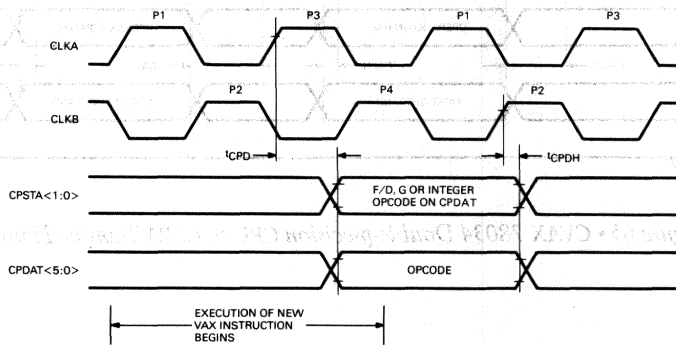 P1 P3 P1 P3
CLKA
P2 P4 P2
CLKB
tCPD tCPDH
CPSTA<1:0> F/D, G OR INTEGER
OPCODE ON CPDAT
CPDAT<5:0> OPCODE
EXECUTION OF NEW
VAX INSTRUCTION
BEGINS